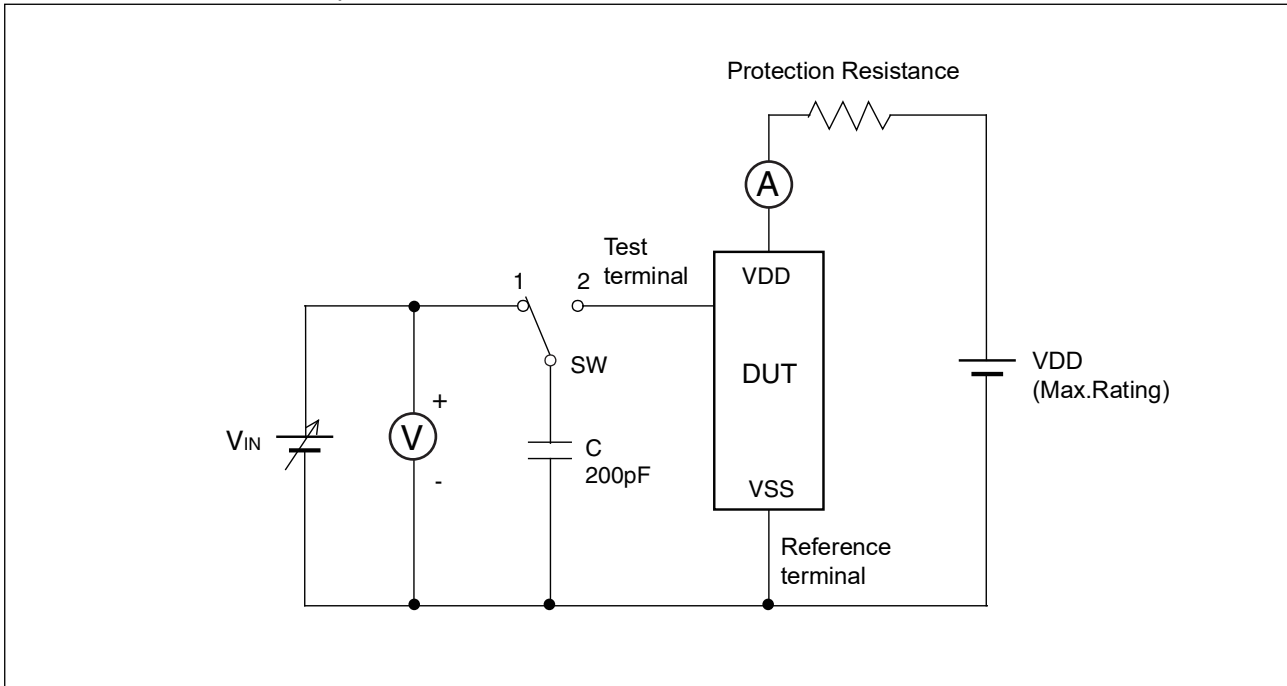 Protection Resistance
A
Test
terminal
1
2
VDD
SW
DUT
VDD
(Max.Rating)
VIN
+
V
-
C
200pF
VSS
Reference
terminal